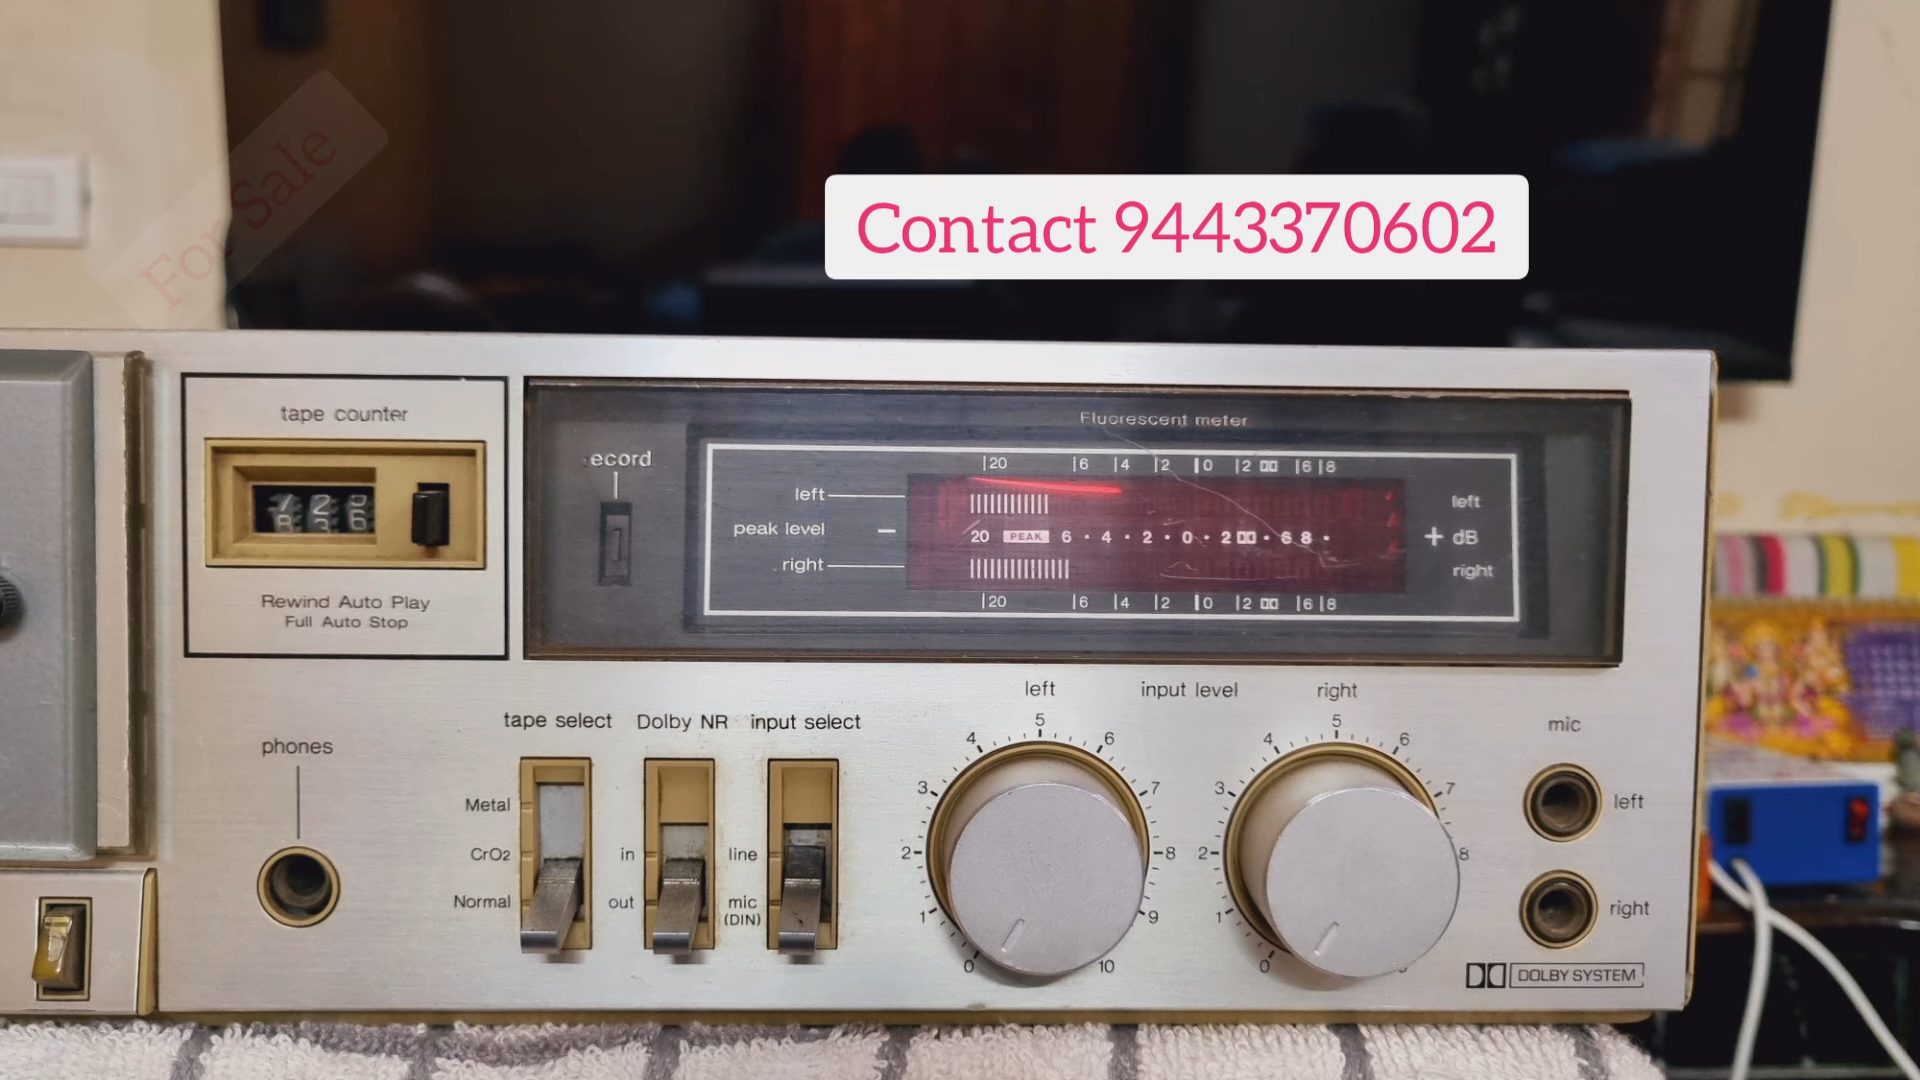 For Sale
Contact 9443370602
tape counter
Rewind Auto Play
Full Auto Stop
Fluorescent meter
ecord
20 6 4 2 0 2 6 8
left
left
peak level
20 PEAK 6 · 4 · 2 · 0 · 2 · 6 8 ·
− + dB
right
right
20 6 4 2 0 2 6 8
left input level right
tape select Dolby NR input select
phones
Metal
CrO2
Normal
in
out
line
mic
(DIN)
0 1 2 3 4 5 6 7 8 9 10
0 1 2 3 4 5 6 7 8
mic
left
right
DOLBY SYSTEM